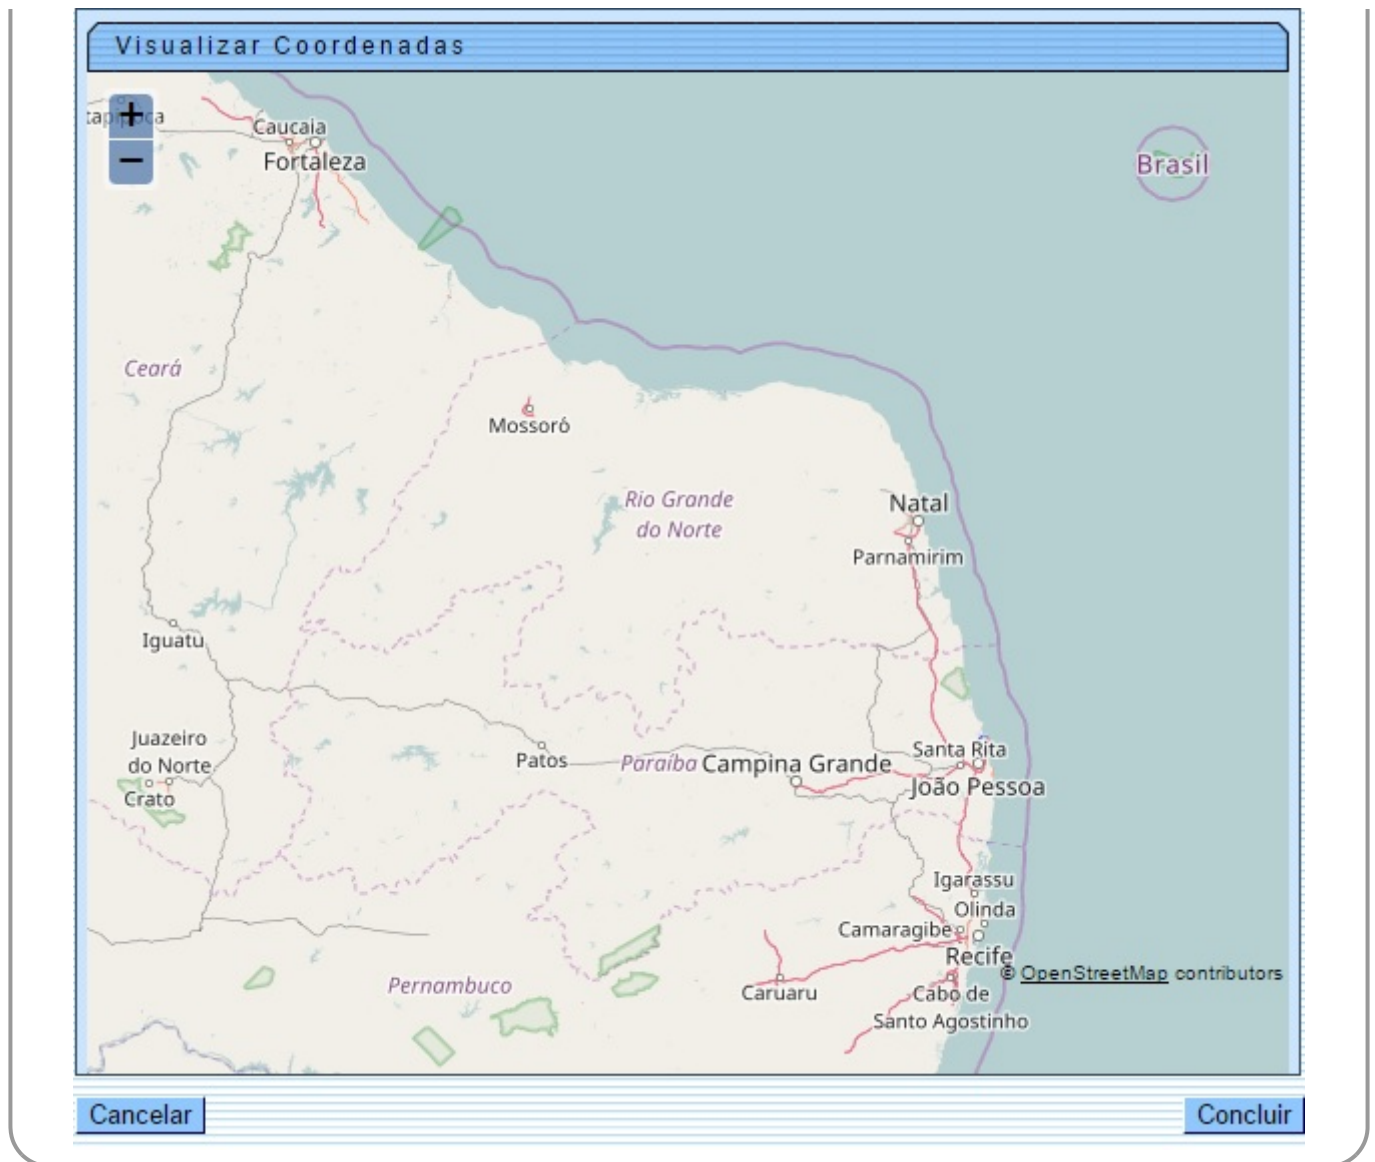 Visualizar Coordenadas
+
−
Caucaia
Fortaleza
Brasil
Ceará
Mossoró
Rio Grande
do Norte
Natal
Parnamirim
Iguatu
Juazeiro
do Norte
Crato
Patos
Paraíba
Campina Grande
Santa Rita
João Pessoa
Igarassu
Olinda
Camaragibe
Recife
© OpenStreetMap contributors
Pernambuco
Caruaru
Cabo de
Santo Agostinho
Cancelar
Concluir